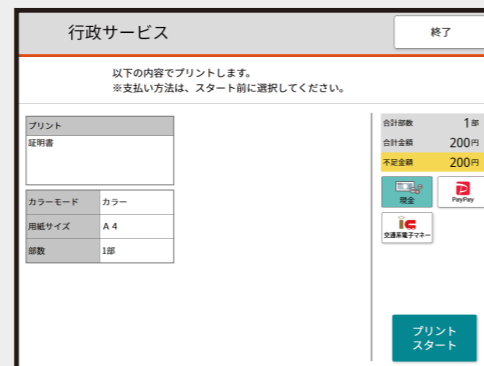 行政サービス
終了
以下の内容でプリントします。
※支払い方法は、スタート前に選択してください。
プリント
証明書
カラーモード カラー
用紙サイズ A4
部数 1部
合計部数 1部
合計金額 200円
不足金額 200円
現金
PayPay
ic
交通系電子マネー
プリント
スタート